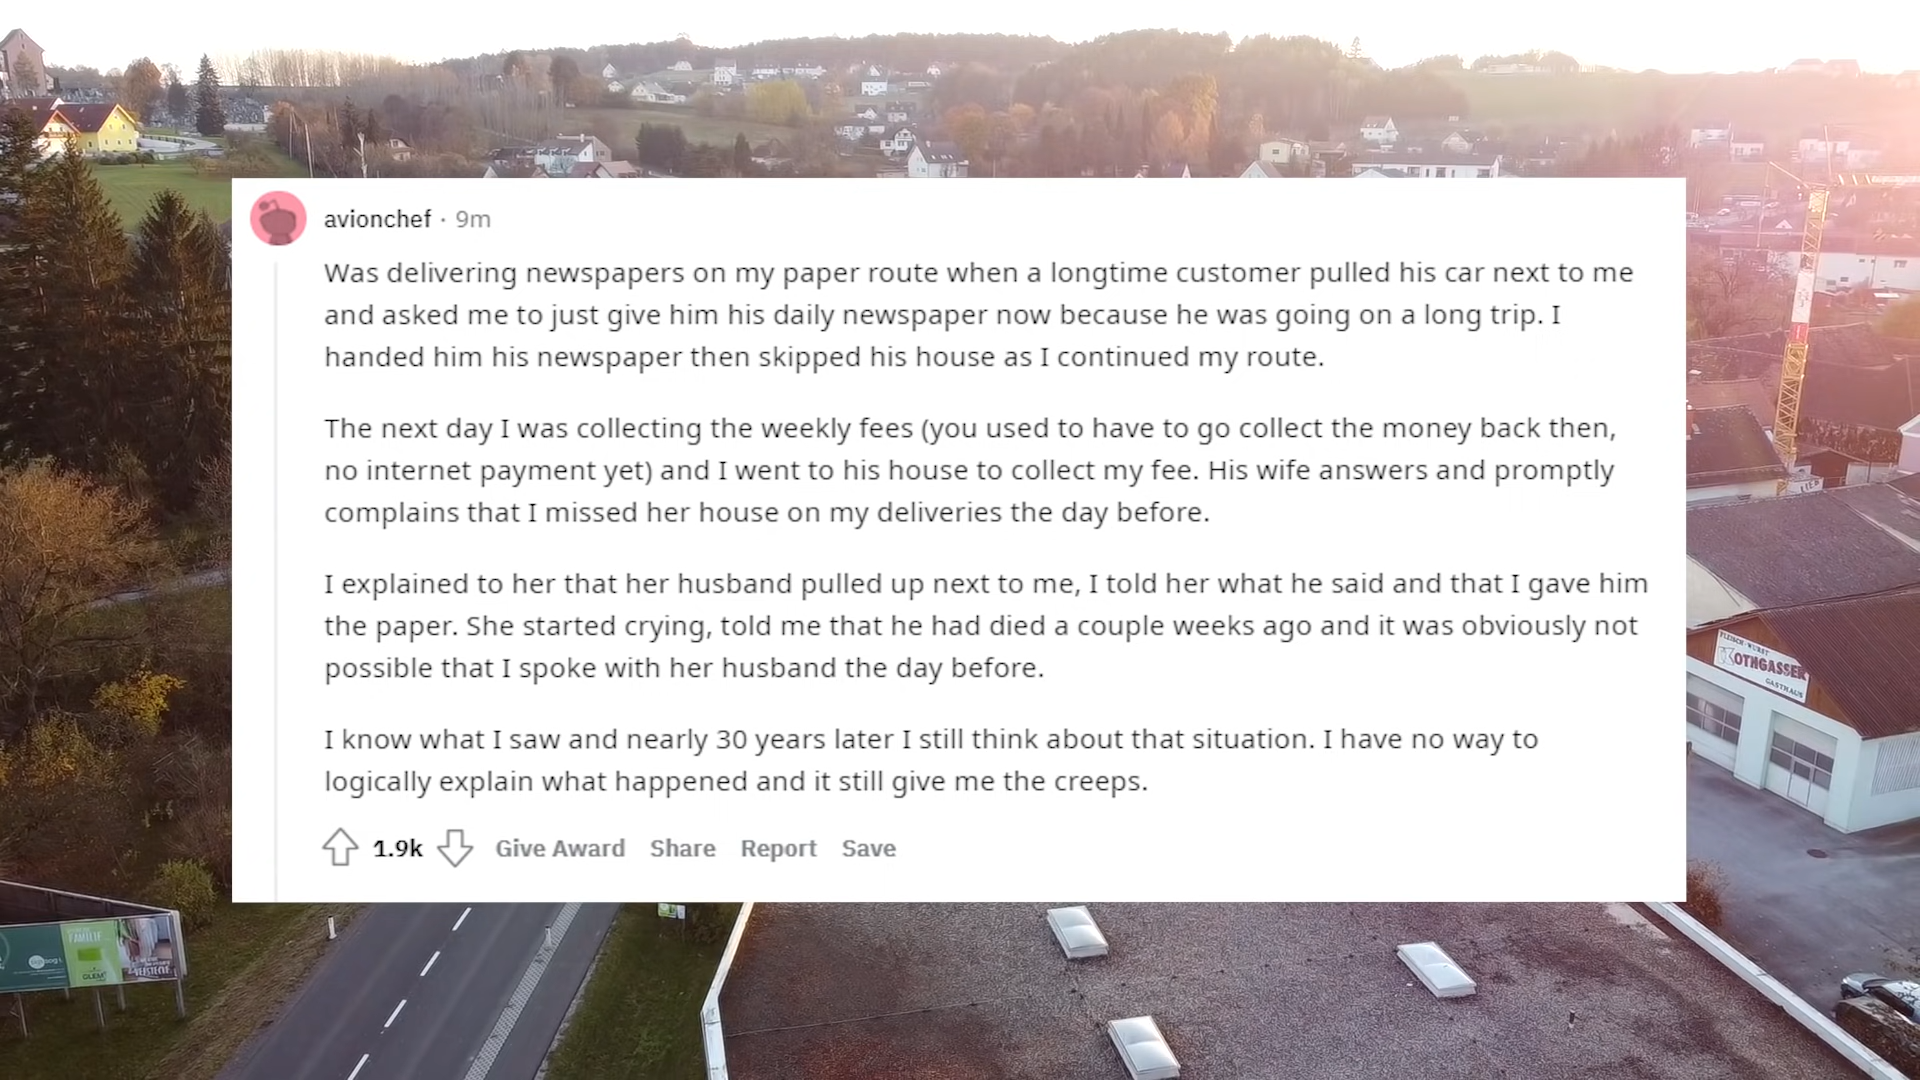 avionchef · 9m
Was delivering newspapers on my paper route when a longtime customer pulled his car next to me
and asked me to just give him his daily newspaper now because he was going on a long trip. I
handed him his newspaper then skipped his house as I continued my route.
The next day I was collecting the weekly fees (you used to have to go collect the money back then,
no internet payment yet) and I went to his house to collect my fee. His wife answers and promptly
complains that I missed her house on my deliveries the day before.
I explained to her that her husband pulled up next to me, I told her what he said and that I gave him
the paper. She started crying, told me that he had died a couple weeks ago and it was obviously not
possible that I spoke with her husband the day before.
I know what I saw and nearly 30 years later I still think about that situation. I have no way to
logically explain what happened and it still give me the creeps.
1.9k Give Award Share Report Save
FLEISCH · WURST
OTHGASSER
GASTHAUS
FAMILIE